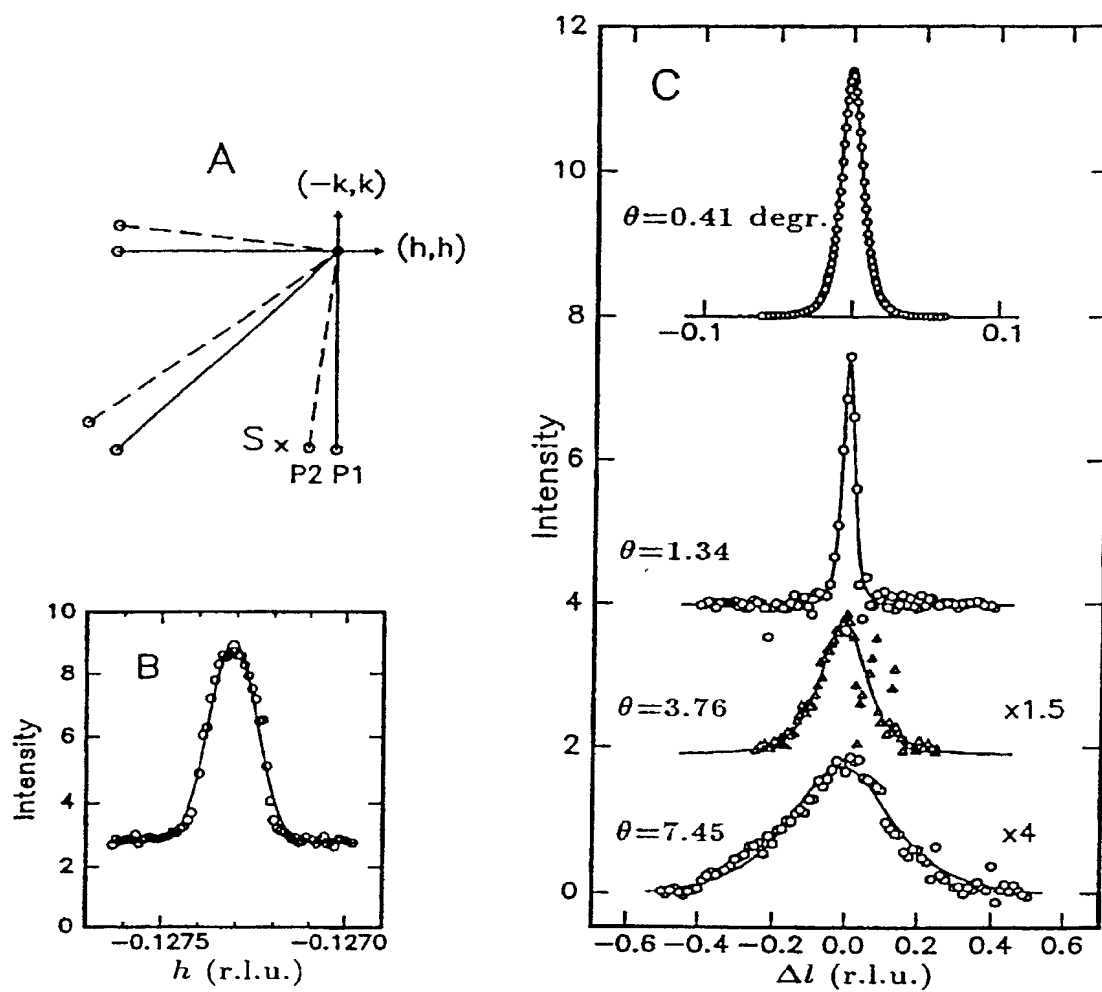 A
(−k,k)
(h,h)
S ×
P2 P1
B
10
8
6
4
2
0
Intensity
−0.1275
−0.1270
h (r.l.u.)
C
12
10
8
6
4
2
0
Intensity
θ=0.41 degr.
−0.1
0.1
θ=1.34
θ=3.76
×1.5
θ=7.45
×4
−0.6 −0.4 −0.2 0.0 0.2 0.4 0.6
Δl (r.l.u.)